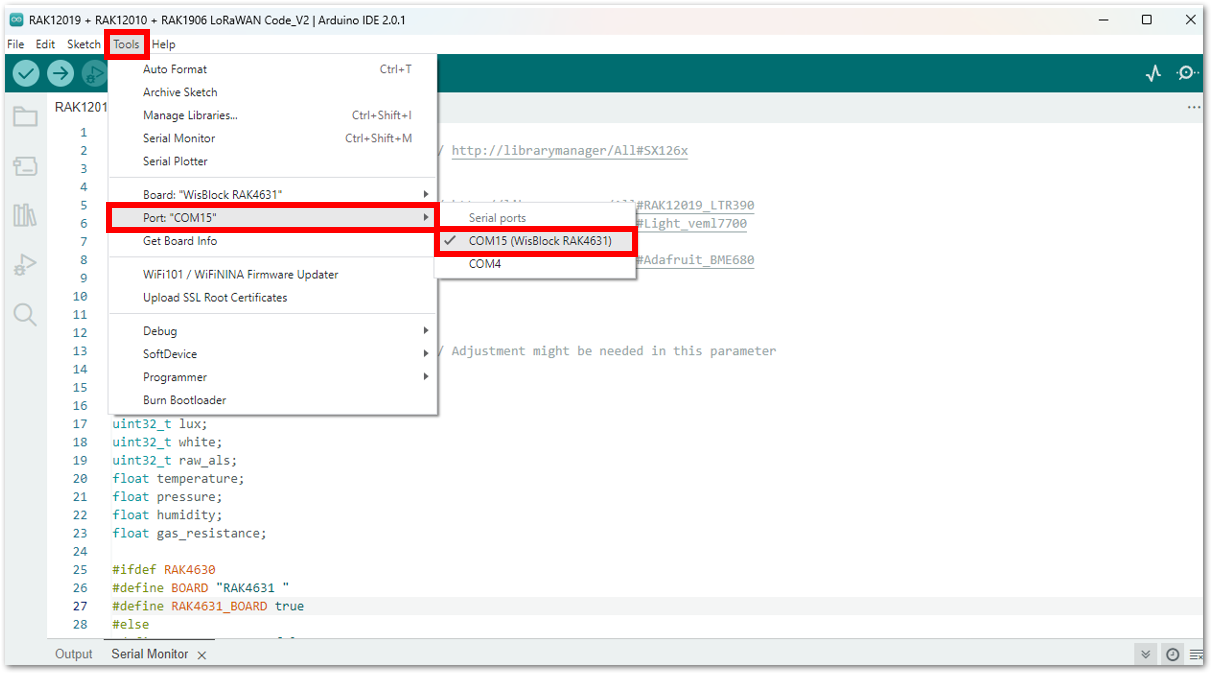 RAK12019 + RAK12010 + RAK1906 LoRaWAN Code_V2 | Arduino IDE 2.0.1
File Edit Sketch Tools Help
RAK1201
Auto Format Ctrl+T
Archive Sketch
Manage Libraries... Ctrl+Shift+I
Serial Monitor Ctrl+Shift+M
Serial Plotter
Board: "WisBlock RAK4631"
Port: "COM15"
Get Board Info
WiFi101 / WiFiNINA Firmware Updater
Upload SSL Root Certificates
Debug
SoftDevice
Programmer
Burn Bootloader
Serial ports
COM15 (WisBlock RAK4631)
COM4
1
2 / http://librarymanager/All#SX126x
3
4
5 #RAK12019_LTR390
6 #Light_veml7700
7
8 #Adafruit_BME680
9
10
11
12
13 / Adjustment might be needed in this parameter
14
15
16
17 uint32_t lux;
18 uint32_t white;
19 uint32_t raw_als;
20 float temperature;
21 float pressure;
22 float humidity;
23 float gas_resistance;
24
25 #ifdef RAK4630
26 #define BOARD "RAK4631 "
27 #define RAK4631_BOARD true
28 #else
Output Serial Monitor